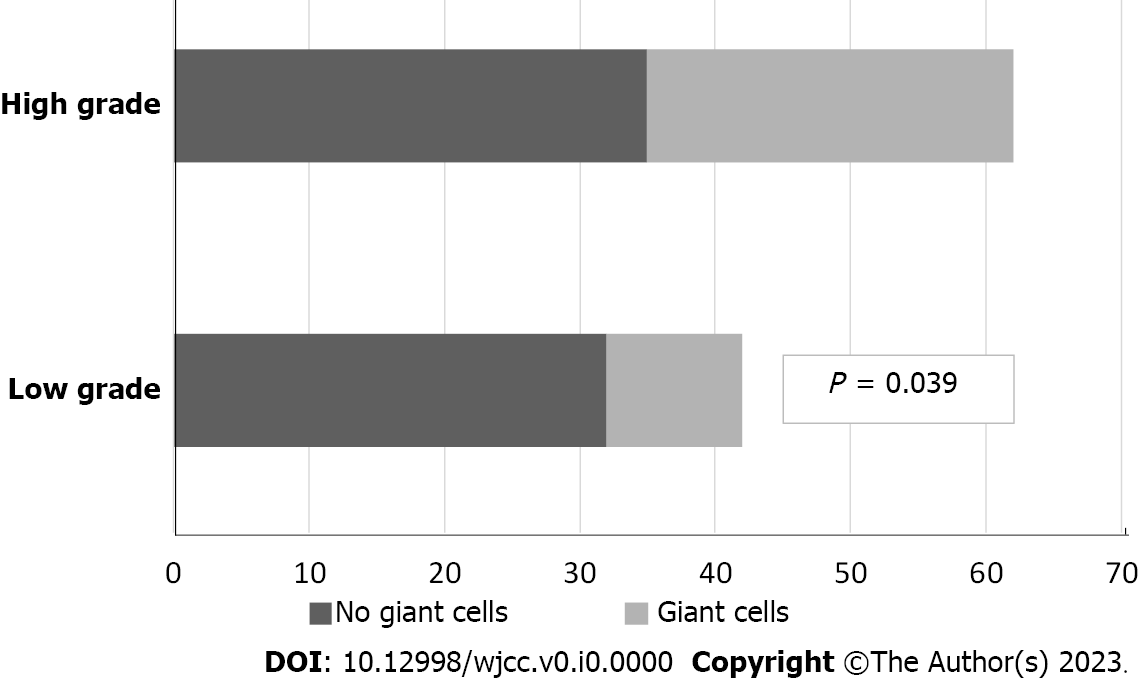 High grade
Low grade
P = 0.039
0 10 20 30 40 50 60 70
No giant cells Giant cells
DOI: 10.12998/wjcc.v0.i0.0000 Copyright ©The Author(s) 2023.